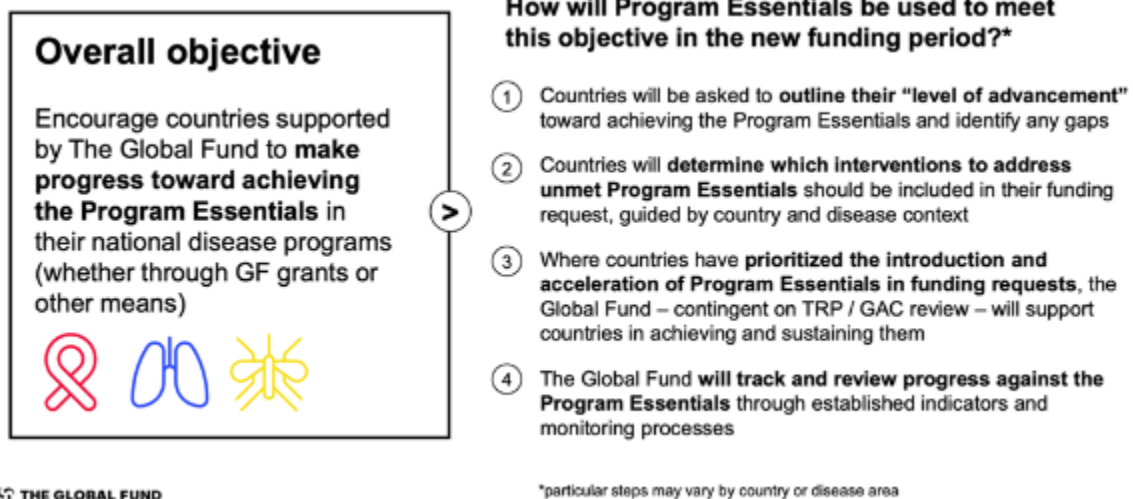 Overall objective
Encourage countries supported
by The Global Fund to make
progress toward achieving
the Program Essentials in
their national disease programs
(whether through GF grants or
other means)
>
How will Program Essentials be used to meet
this objective in the new funding period?*
1 Countries will be asked to outline their “level of advancement”
toward achieving the Program Essentials and identify any gaps
2 Countries will determine which interventions to address
unmet Program Essentials should be included in their funding
request, guided by country and disease context
3 Where countries have prioritized the introduction and
acceleration of Program Essentials in funding requests, the
Global Fund – contingent on TRP / GAC review – will support
countries in achieving and sustaining them
4 The Global Fund will track and review progress against the
Program Essentials through established indicators and
monitoring processes
THE GLOBAL FUND
*particular steps may vary by country or disease area